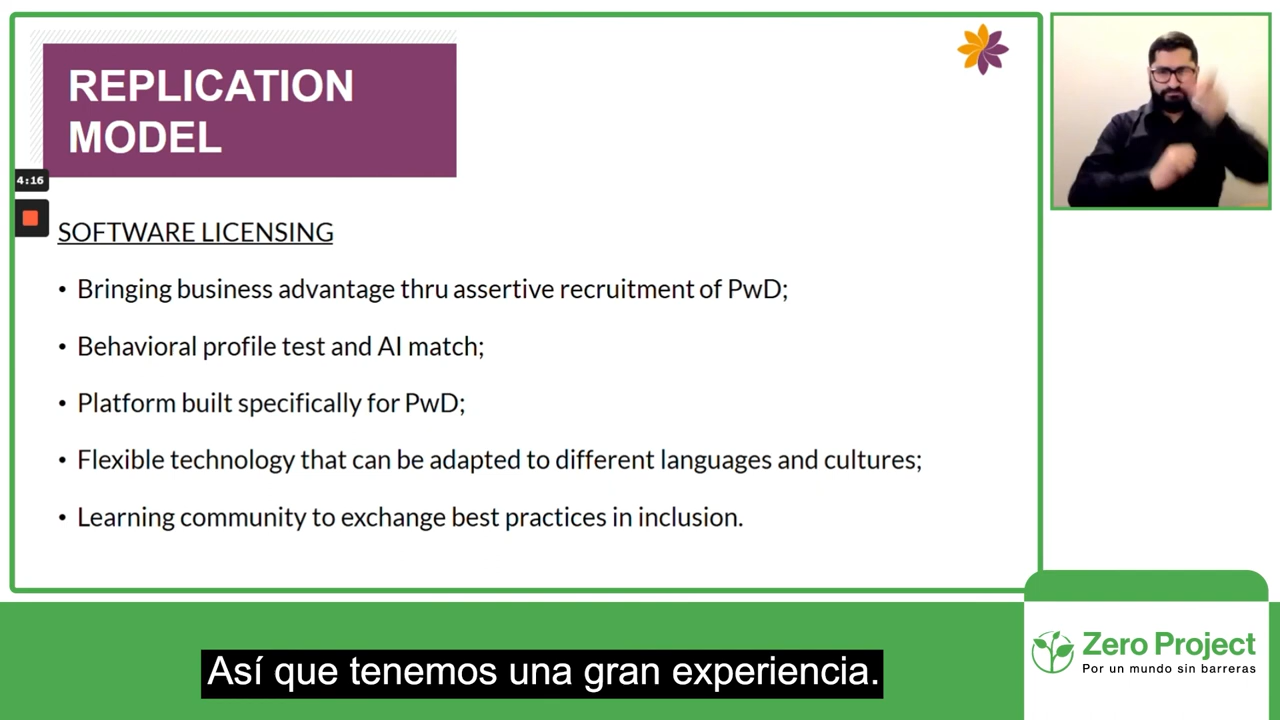 REPLICATION
MODEL
4:16
SOFTWARE LICENSING
• Bringing business advantage thru assertive recruitment of PwD;
• Behavioral profile test and AI match;
• Platform built specifically for PwD;
• Flexible technology that can be adapted to different languages and cultures;
• Learning community to exchange best practices in inclusion.
Así que tenemos una gran experiencia.
Zero Project
Por un mundo sin barreras